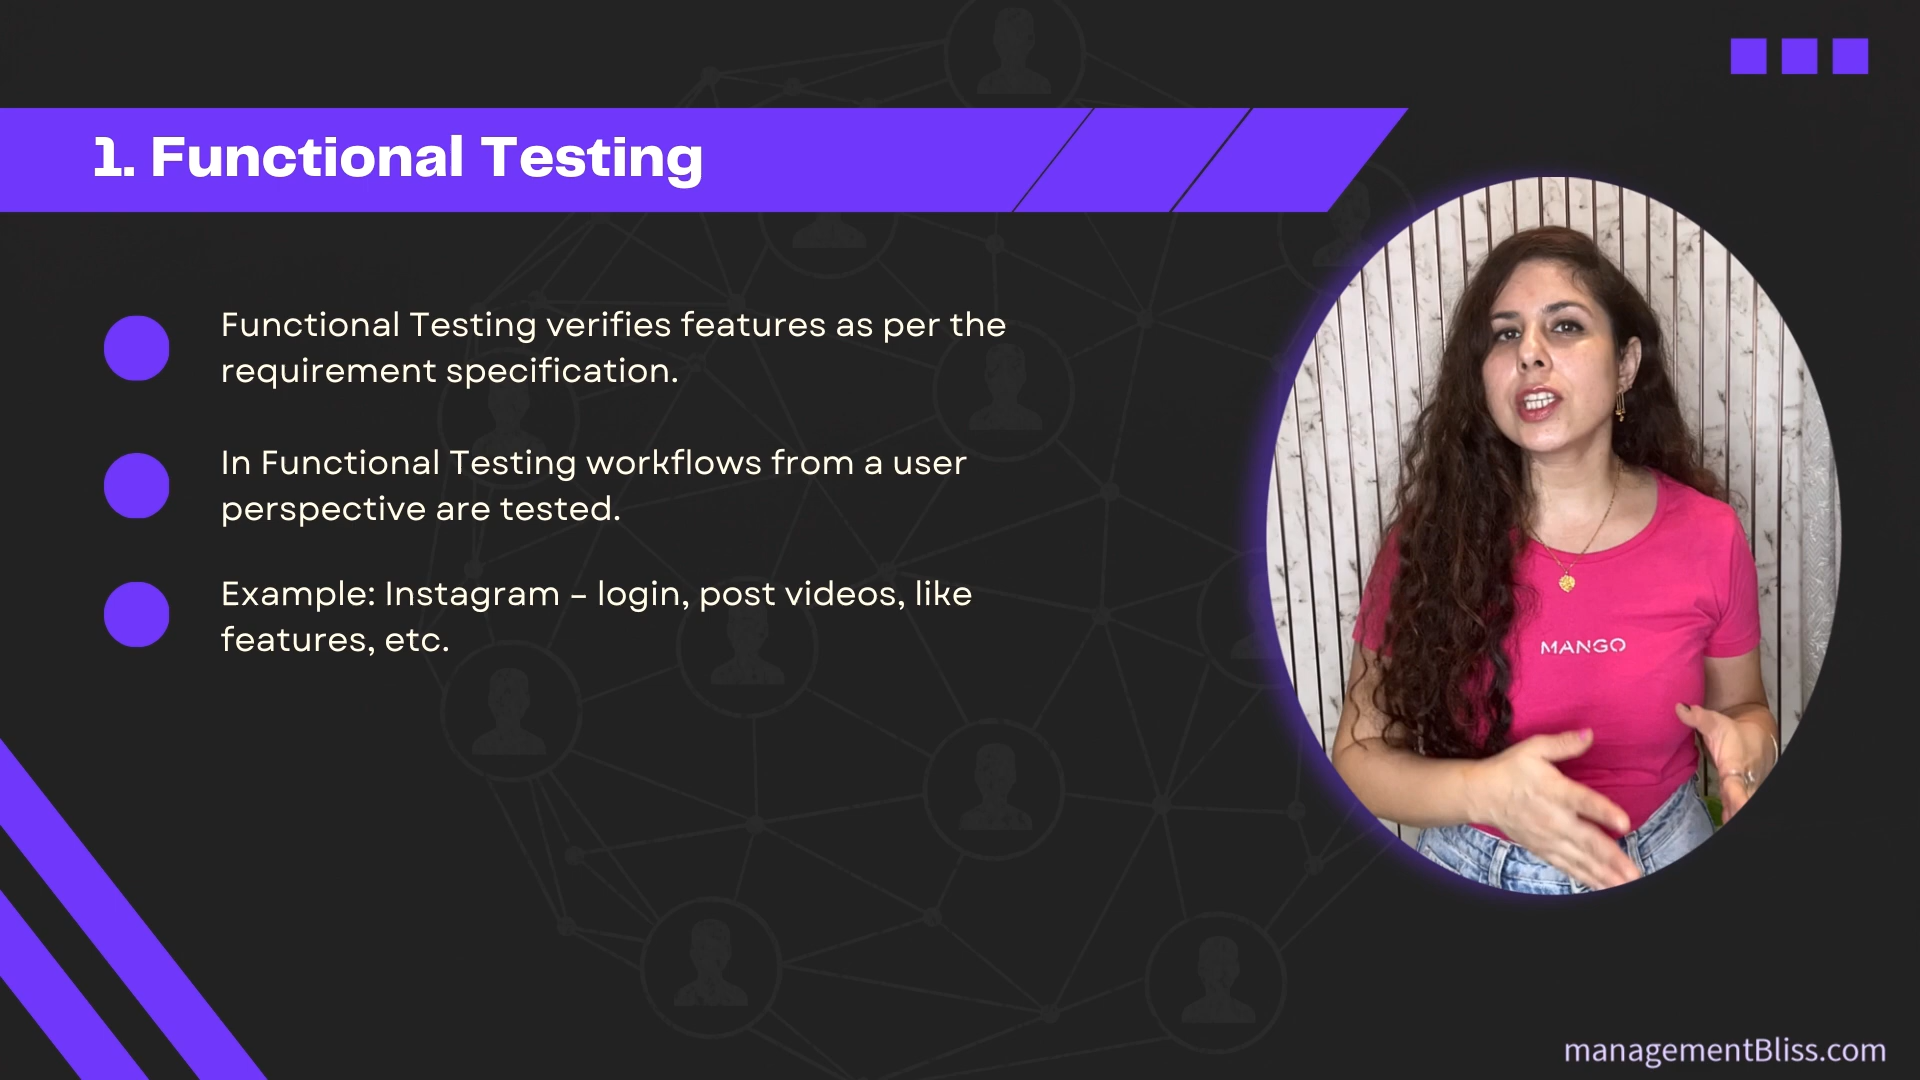 1. Functional Testing
Functional Testing verifies features as per the
requirement specification.
In Functional Testing workflows from a user
perspective are tested.
Example: Instagram – login, post videos, like
features, etc.
MANGO
managementBliss.com